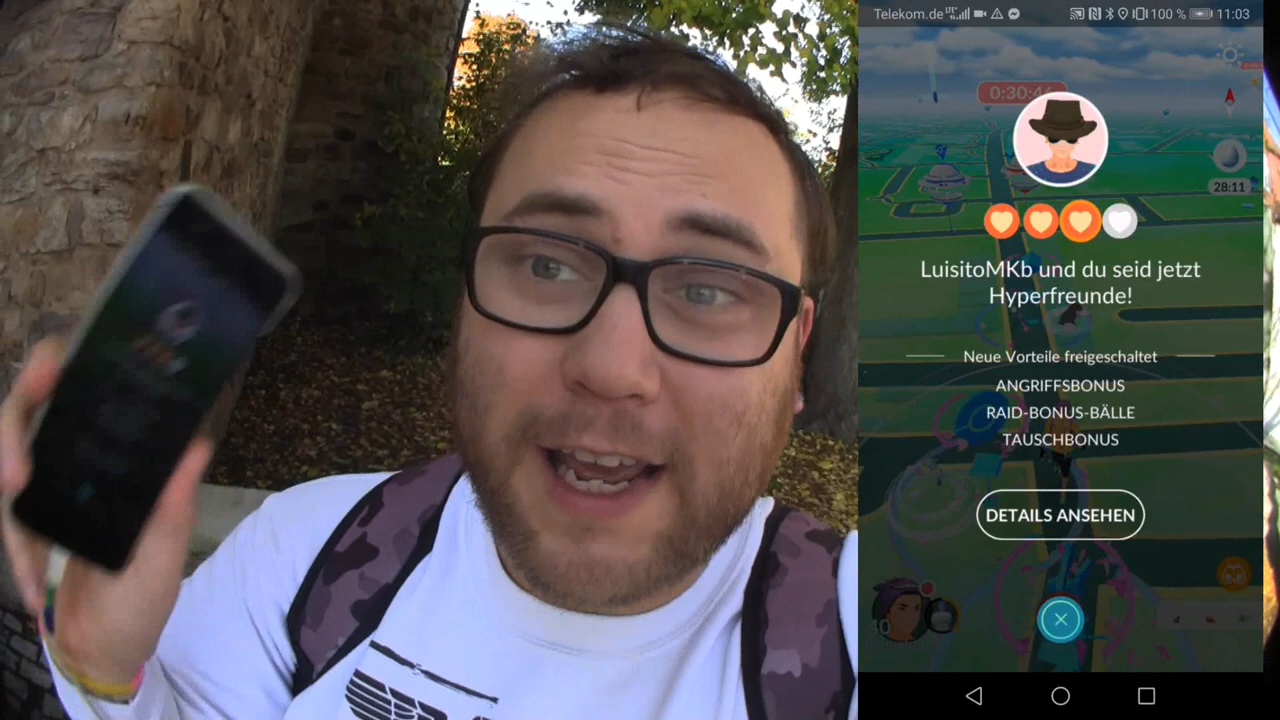 Telekom.de 100 % 11:03
0:30:4
28:11
LuisitoMKb und du seid jetzt
Hyperfreunde!
Neue Vorteile freigeschaltet
ANGRIFFSBONUS
RAID-BONUS-BÄLLE
TAUSCHBONUS
DETAILS ANSEHEN
40